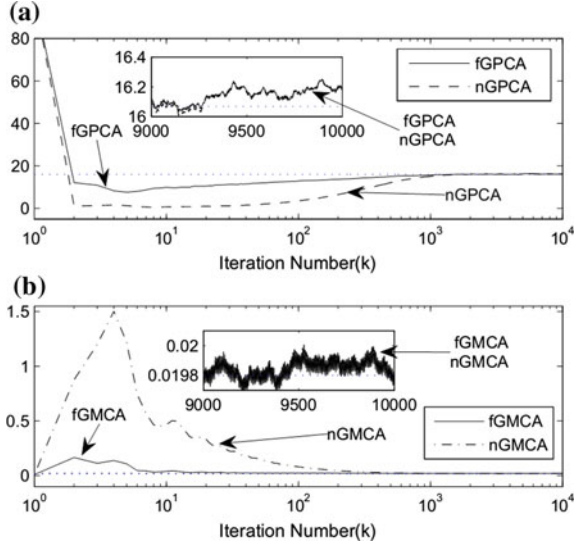 (a)
80
60
40
20
0
16.4
16.2
16
9000 9500 10000
fGPCA
nGPCA
fGPCA
nGPCA
fGPCA
nGPCA
10^0 10^1 10^2 10^3 10^4
Iteration Number(k)
(b)
1.5
1
0.5
0
0.02
0.0198
9000 9500 10000
fGMCA
nGMCA
fGMCA
nGMCA
fGMCA
nGMCA
10^0 10^1 10^2 10^3 10^4
Iteration Number(k)